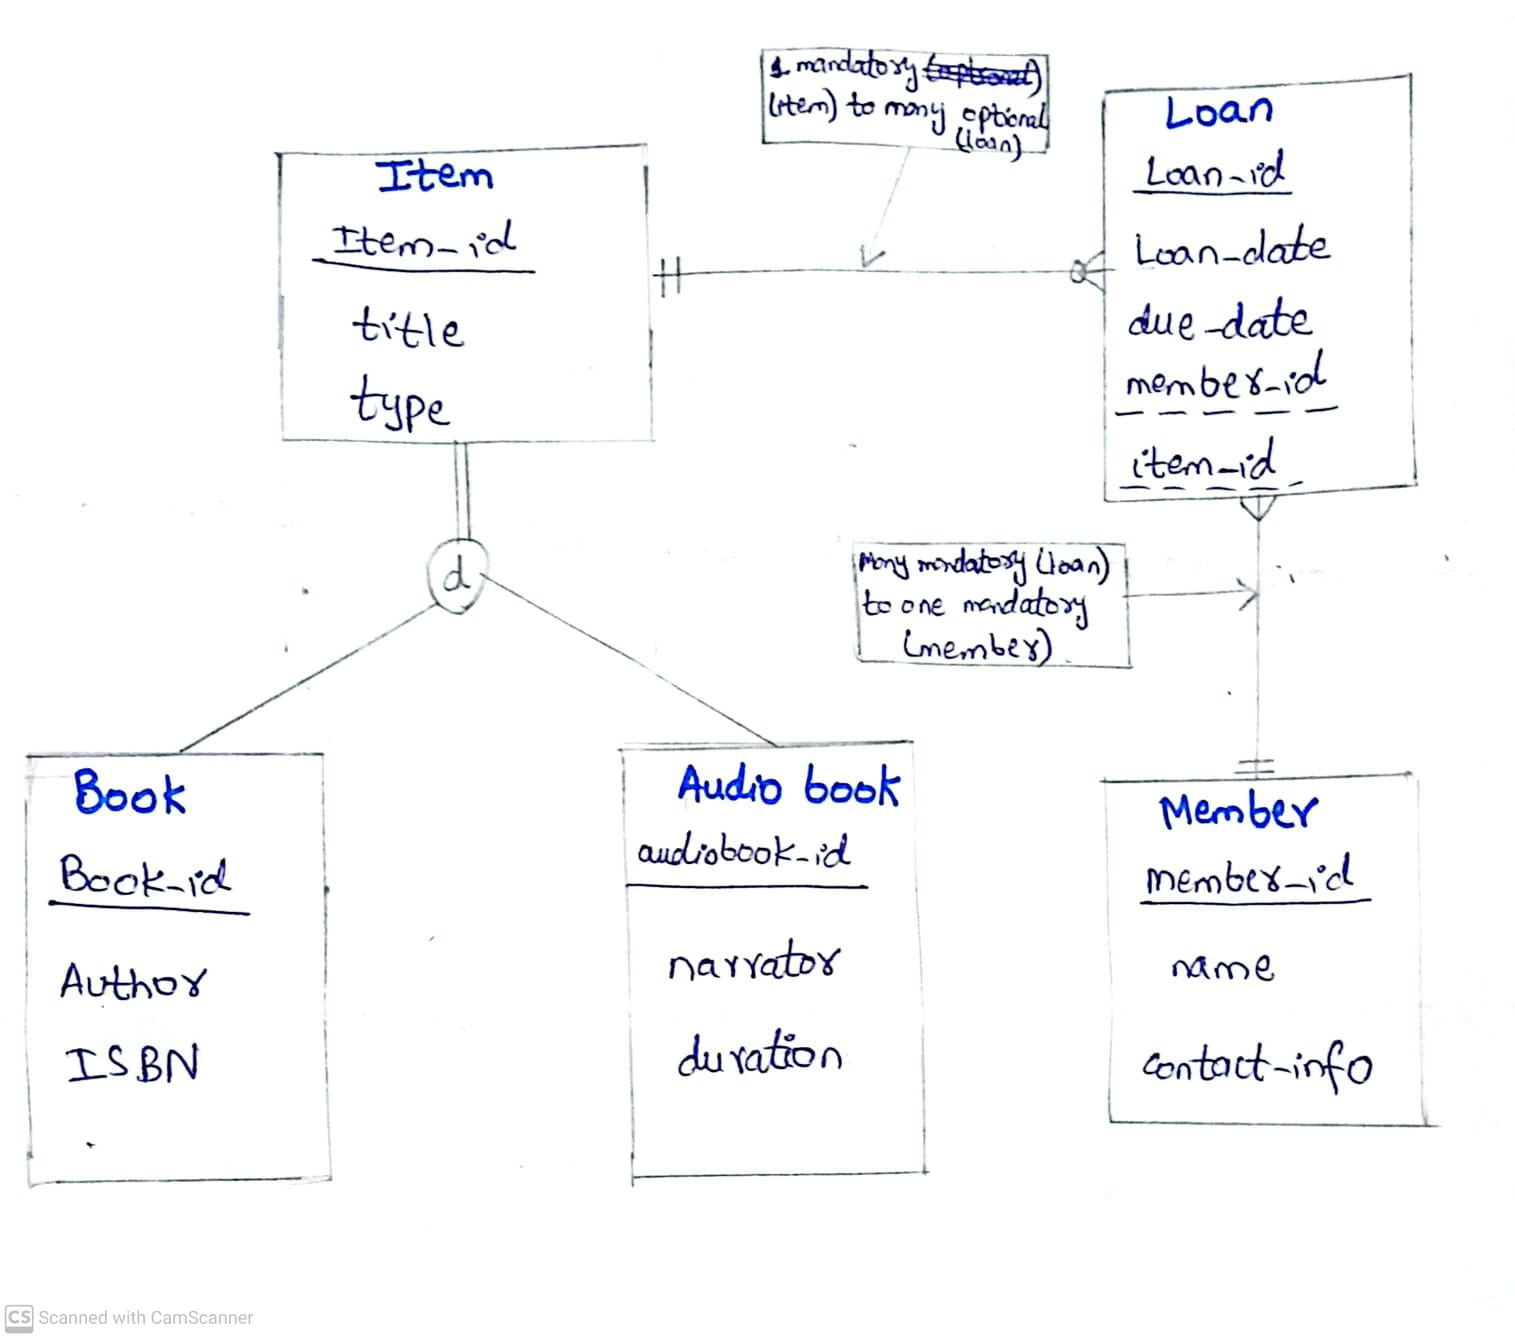 1 mandatory
(item) to many optional
(loan)
Loan
Loan-id
Loan-date
due-date
member-id
item-id
Item
Item-id
title
type
d
Many mandatory (loan)
to one mandatory
(member)
Book
Book-id
Author
ISBN
Audio book
audiobook-id
narrator
duration
Member
member-id
name
contact-info
CS Scanned with CamScanner